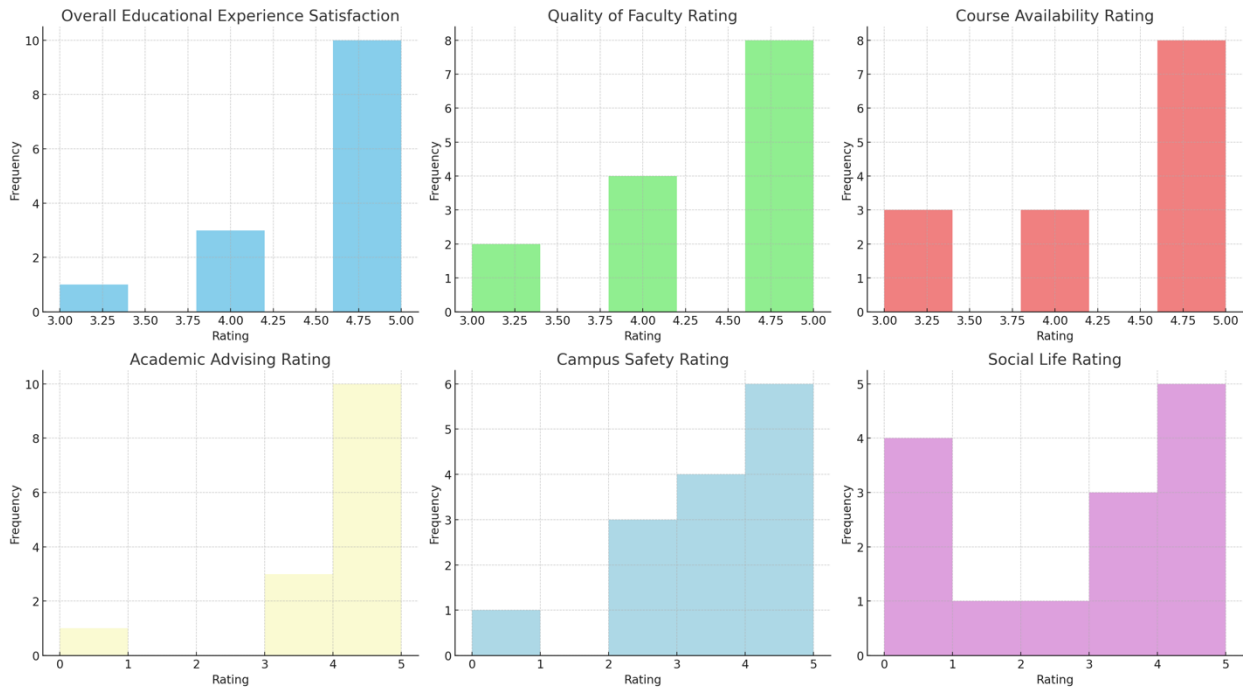 Overall Educational Experience Satisfaction
Frequency
10
8
6
4
2
0
3.00 3.25 3.50 3.75 4.00 4.25 4.50 4.75 5.00
Rating
Quality of Faculty Rating
Frequency
8
7
6
5
4
3
2
1
0
3.00 3.25 3.50 3.75 4.00 4.25 4.50 4.75 5.00
Rating
Course Availability Rating
Frequency
8
7
6
5
4
3
2
1
0
3.00 3.25 3.50 3.75 4.00 4.25 4.50 4.75 5.00
Rating
Academic Advising Rating
Frequency
10
8
6
4
2
0
0 1 2 3 4 5
Rating
Campus Safety Rating
Frequency
6
5
4
3
2
1
0
0 1 2 3 4 5
Rating
Social Life Rating
Frequency
5
4
3
2
1
0
0 1 2 3 4 5
Rating